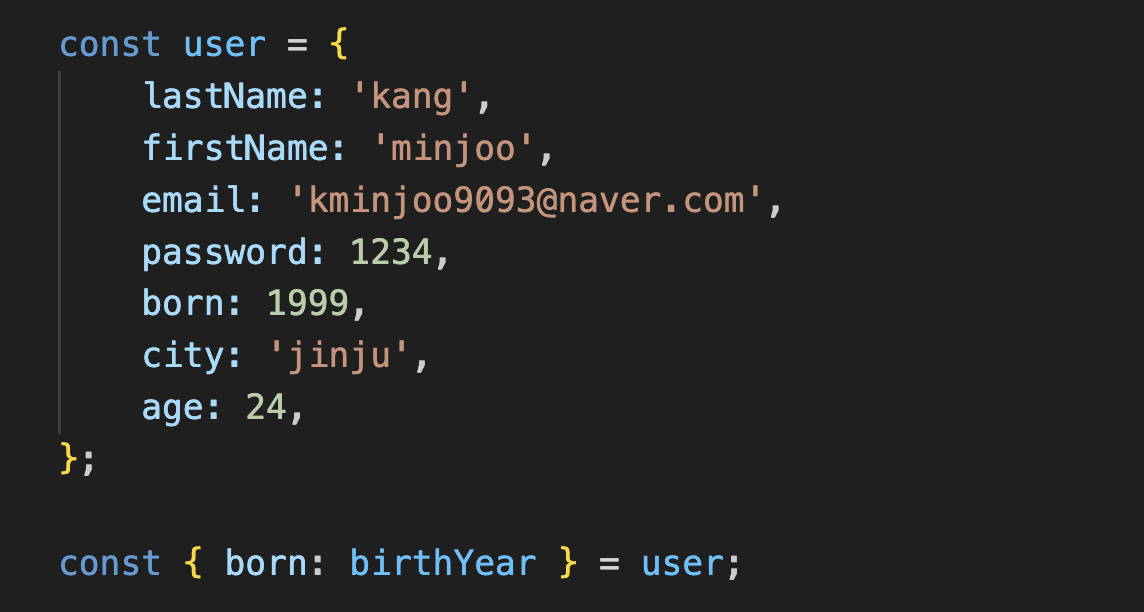 const user = {
    lastName: 'kang',
    firstName: 'minjoo',
    email: 'kminjoo9093@naver.com',
    password: 1234,
    born: 1999,
    city: 'jinju',
    age: 24,
};

const { born: birthYear } = user;